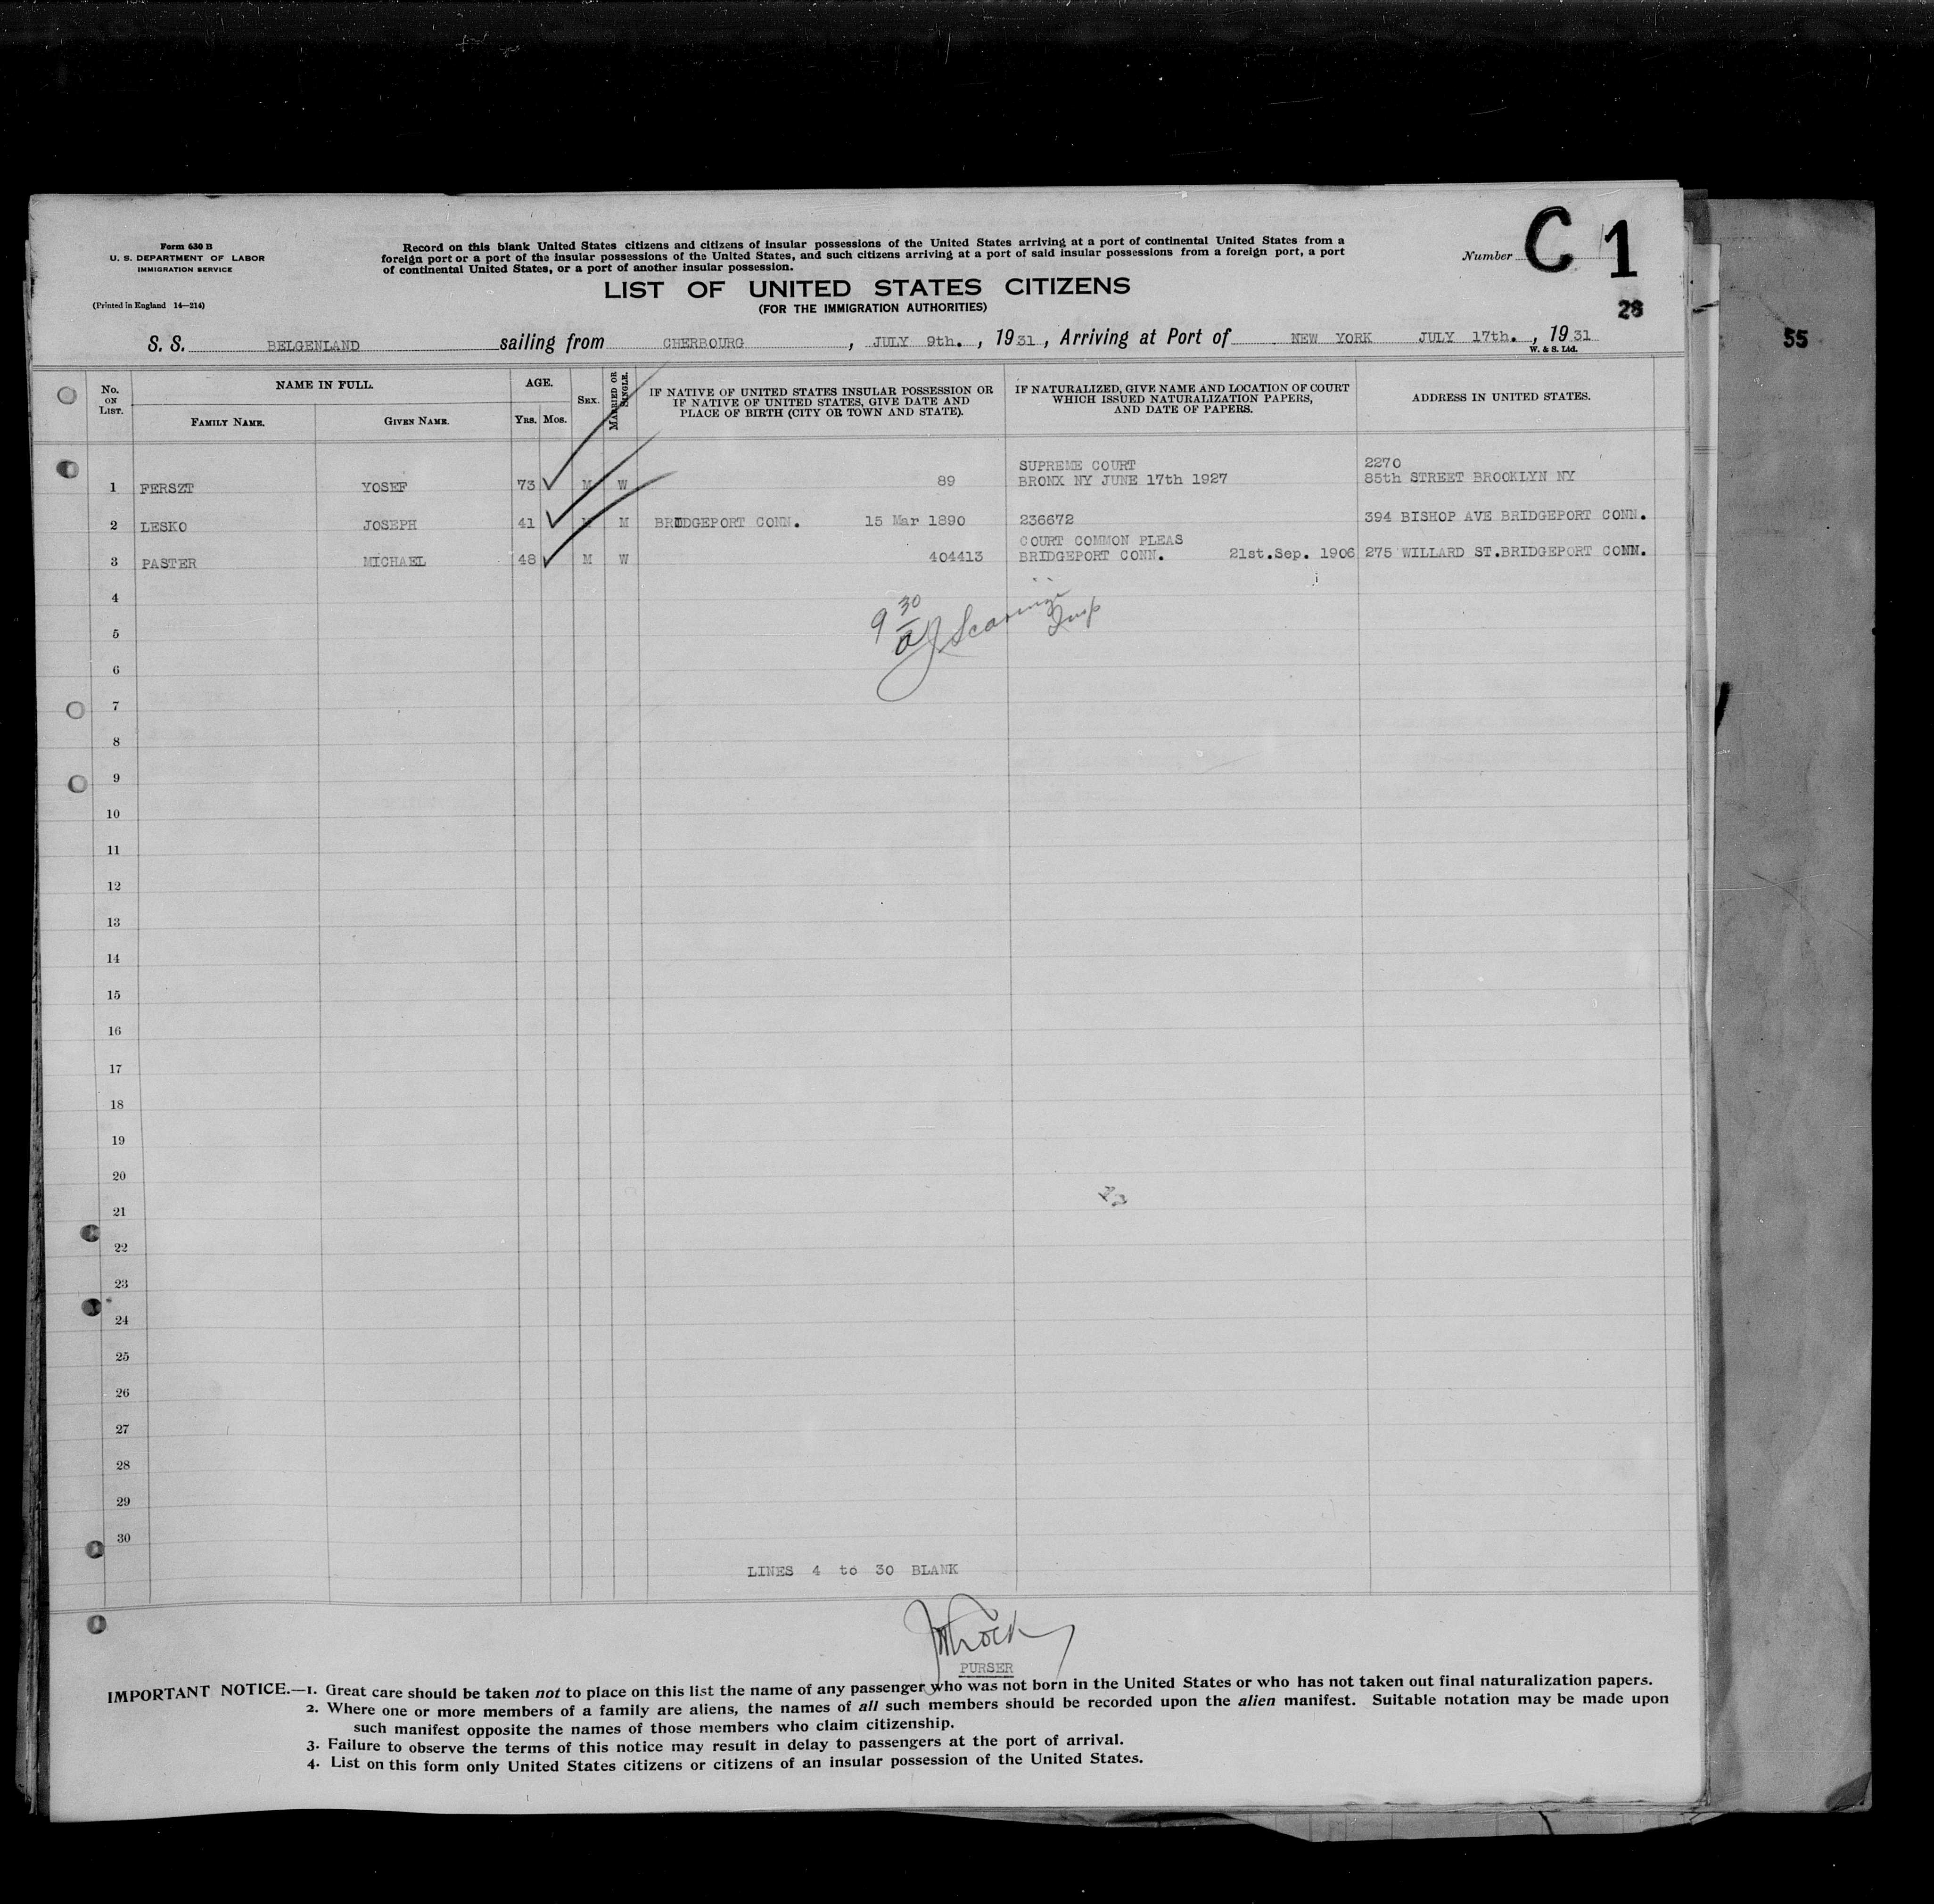 Form 630 B
U. S. DEPARTMENT OF LABOR
IMMIGRATION SERVICE
(Printed in England 14—214)
Record on this blank United States citizens and citizens of insular possessions of the United States arriving at a port of continental United States from a
foreign port or a port of the insular possessions of the United States, and such citizens arriving at a port of said insular possessions from a foreign port, a port
of continental United States, or a port of another insular possession.
Number C 1
LIST OF UNITED STATES CITIZENS
(FOR THE IMMIGRATION AUTHORITIES)
28
S. S. BELGENLAND sailing from CHERBOURG, JULY 9th., 1931, Arriving at Port of NEW YORK JULY 17th., 1931
W. & S. Ltd.
55
No. ON LIST.
NAME IN FULL.
FAMILY NAME.
GIVEN NAME.
AGE.
YRS. MOS.
SEX.
MARRIED OR SINGLE.
IF NATIVE OF UNITED STATES INSULAR POSSESSION OR
IF NATIVE OF UNITED STATES, GIVE DATE AND
PLACE OF BIRTH (CITY OR TOWN AND STATE).
IF NATURALIZED, GIVE NAME AND LOCATION OF COURT
WHICH ISSUED NATURALIZATION PAPERS,
AND DATE OF PAPERS.
ADDRESS IN UNITED STATES.
SUPREME COURT 2270
1 FERSZT YOSEF 73 M W 89 BRONX NY JUNE 17th 1927 85th STREET BROOKLYN NY
2 LESKO JOSEPH 41 M M BRIDGEPORT CONN. 15 Mar 1890 236672 394 BISHOP AVE BRIDGEPORT CONN.
COURT COMMON PLEAS
3 PASTER MICHAEL 48 M W 404413 BRIDGEPORT CONN. 21st.Sep. 1906 275 WILLARD ST.BRIDGEPORT CONN.
4
9 30
5
6
7
8
9
10
11
12
13
14
15
16
17
18
19
20
21
22
23
24
25
26
27
28
29
30
LINES 4 to 30 BLANK
PURSER
IMPORTANT NOTICE.—1. Great care should be taken not to place on this list the name of any passenger who was not born in the United States or who has not taken out final naturalization papers.
2. Where one or more members of a family are aliens, the names of all such members should be recorded upon the alien manifest. Suitable notation may be made upon
such manifest opposite the names of those members who claim citizenship.
3. Failure to observe the terms of this notice may result in delay to passengers at the port of arrival.
4. List on this form only United States citizens or citizens of an insular possession of the United States.